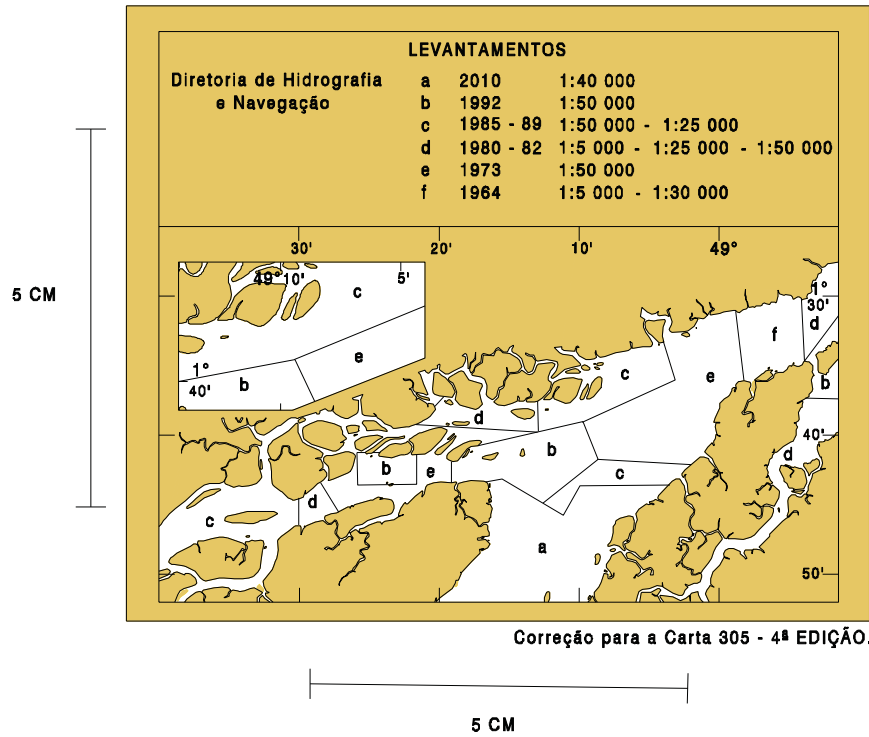 LEVANTAMENTOS
Diretoria de Hidrografia
e Navegação
a 2010 1:40 000
b 1992 1:50 000
c 1985 - 89 1:50 000 - 1:25 000
d 1980 - 82 1:5 000 - 1:25 000 - 1:50 000
e 1973 1:50 000
f 1964 1:5 000 - 1:30 000
30' 20' 10' 49°
49° 10' 5'
c
1°
30'
d
f
e
1°
40'
b
c
e
b
d
40'
b
d
b
e
c
d
c
a
50'
5 CM
Correção para a Carta 305 - 4ª EDIÇÃO.
5 CM